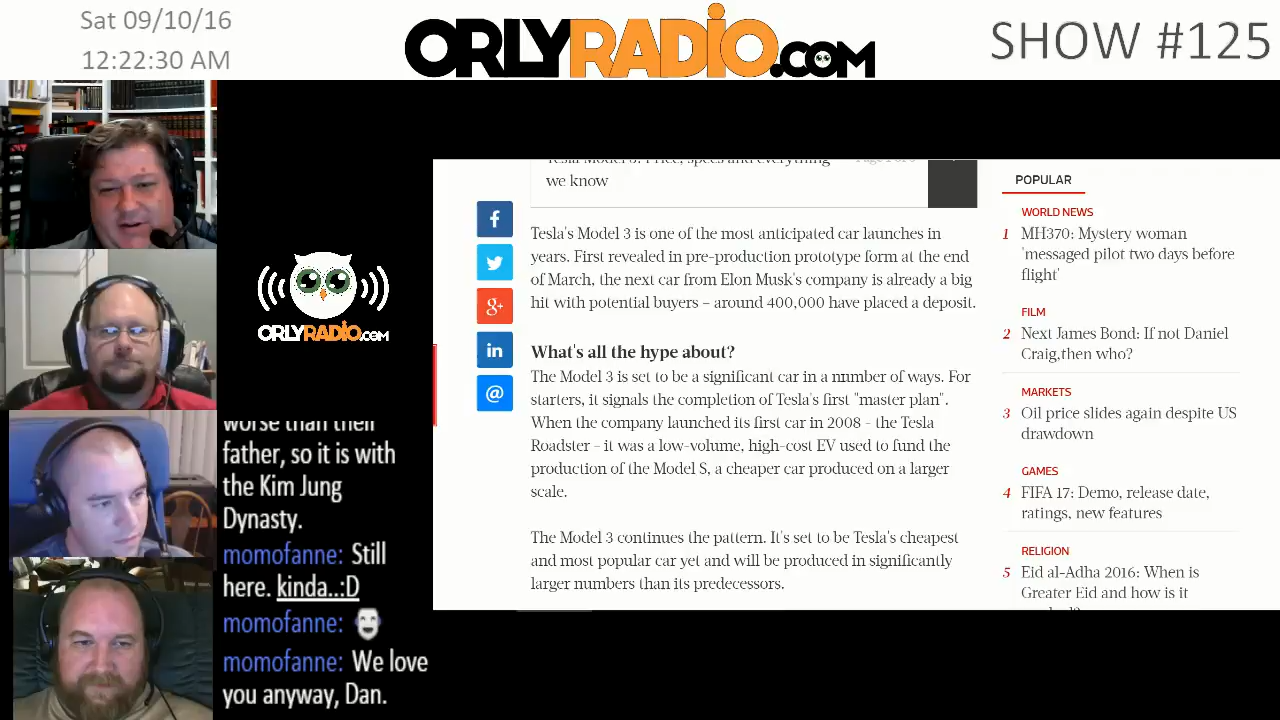 Sat 09/10/16
12:22:30 AM
ORLYRADIO.COM
SHOW #125
we know
Tesla's Model 3 is one of the most anticipated car launches in
years. First revealed in pre-production prototype form at the end
of March, the next car from Elon Musk's company is already a big
hit with potential buyers – around 400,000 have placed a deposit.
What's all the hype about?
The Model 3 is set to be a significant car in a number of ways. For
starters, it signals the completion of Tesla's first "master plan".
When the company launched its first car in 2008 - the Tesla
Roadster – it was a low-volume, high-cost EV used to fund the
production of the Model S, a cheaper car produced on a larger
scale.
The Model 3 continues the pattern. It's set to be Tesla's cheapest
and most popular car yet and will be produced in significantly
larger numbers than its predecessors.
f
g+
in
@
POPULAR
WORLD NEWS
1 MH370: Mystery woman
'messaged pilot two days before
flight'
FILM
2 Next James Bond: If not Daniel
Craig,then who?
MARKETS
3 Oil price slides again despite US
drawdown
GAMES
4 FIFA 17: Demo, release date,
ratings, new features
RELIGION
5 Eid al-Adha 2016: When is
Greater Eid and how is it
ORLYRADIO.COM
worse than their
father, so it is with
the Kim Jung
Dynasty.
momofanne: Still
here. kinda..:D
momofanne:
momofanne: We love
you anyway, Dan.